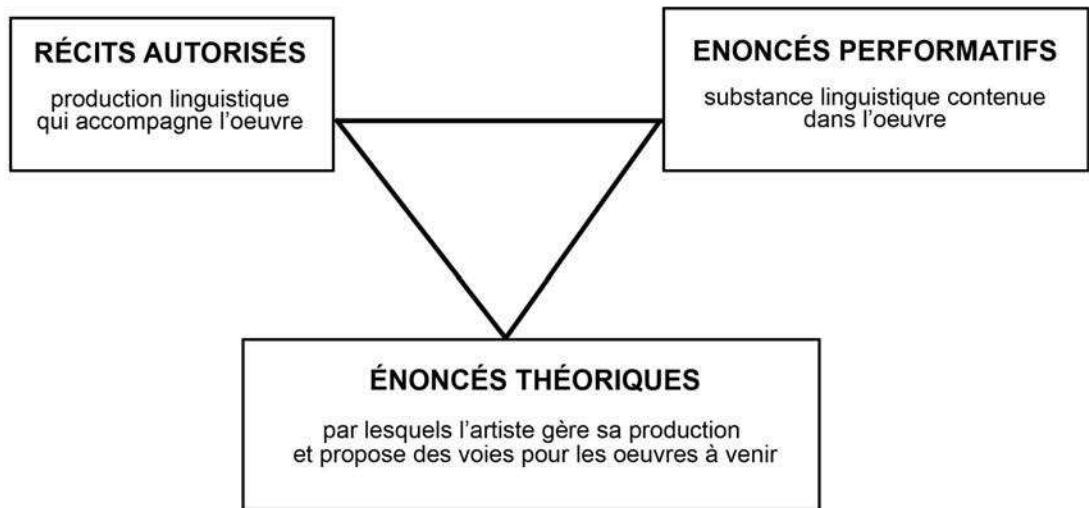 RÉCITS AUTORISÉS
production linguistique
qui accompagne l'oeuvre
ENONCÉS PERFORMATIFS
substance linguistique contenue
dans l'oeuvre
ÉNONCÉS THÉORIQUES
par lesquels l'artiste gère sa production
et propose des voies pour les oeuvres à venir